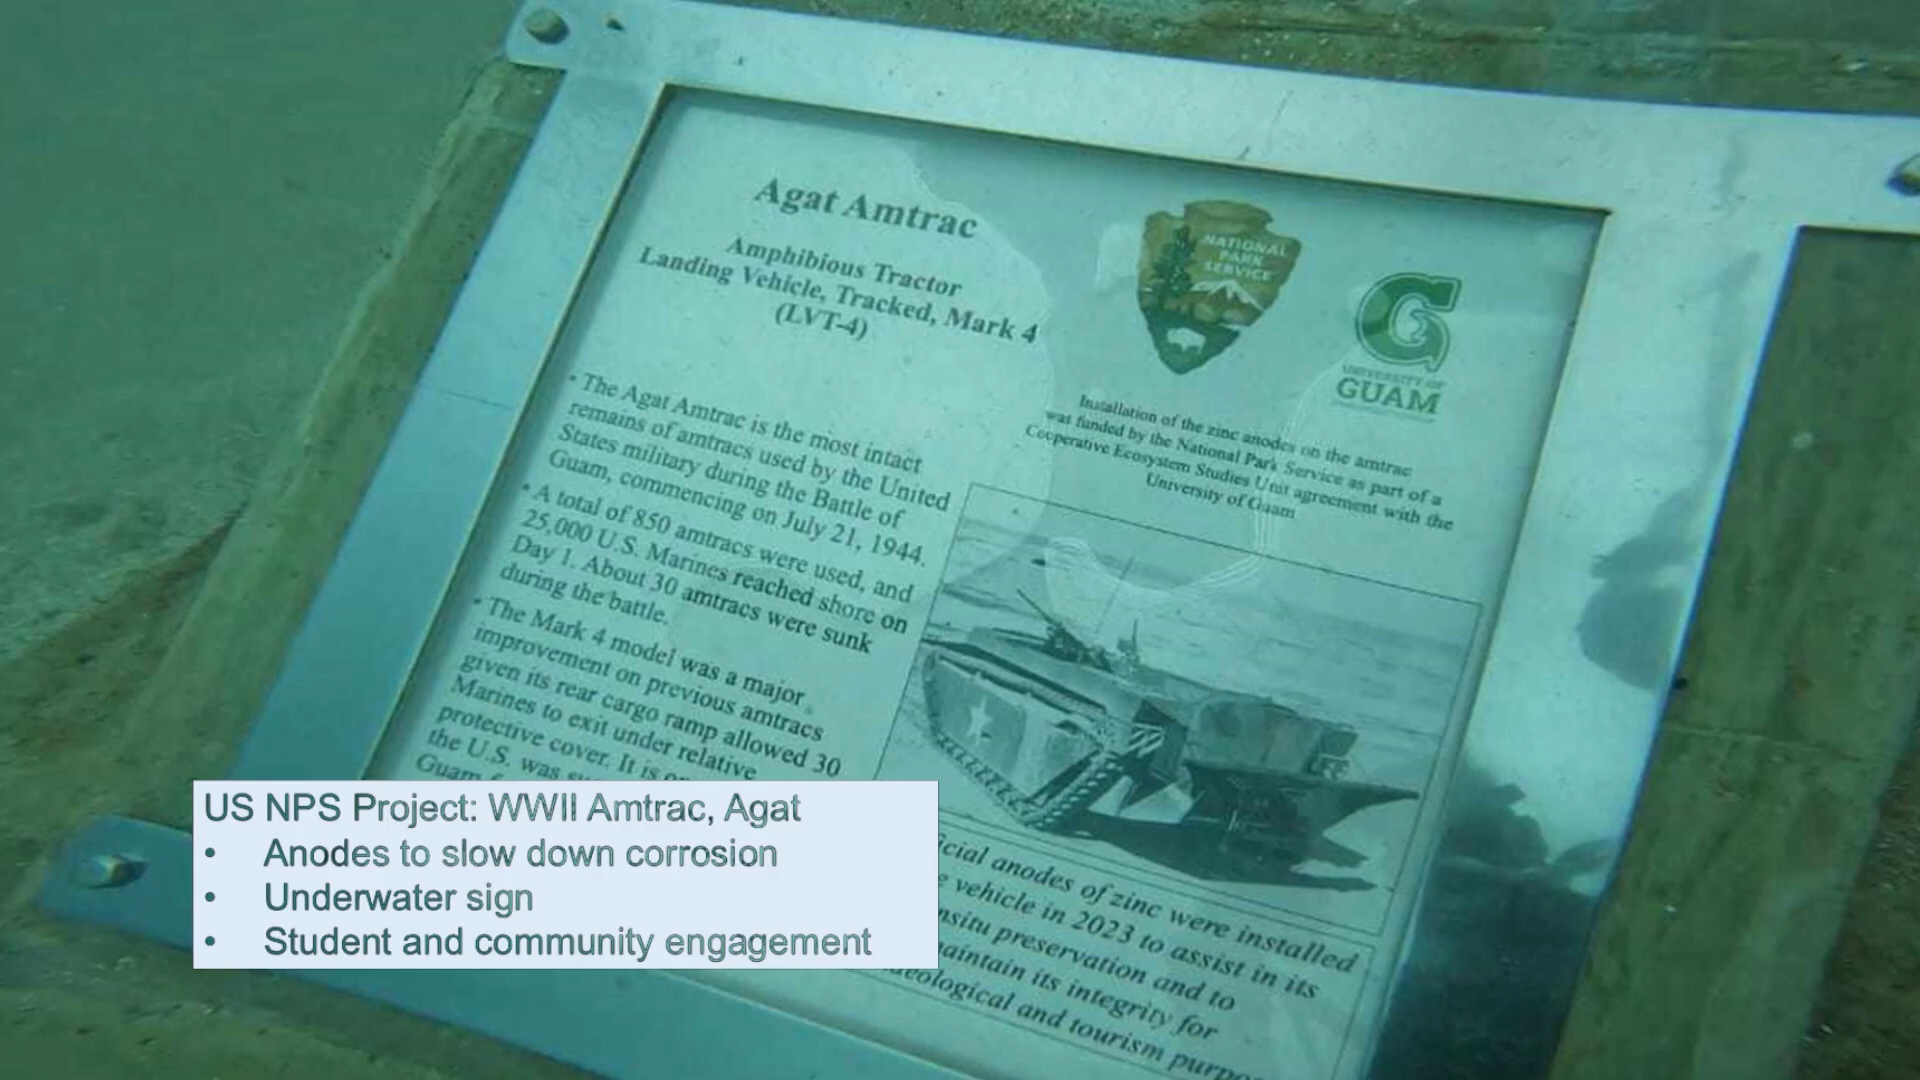 Agat Amtrac
Amphibious Tractor
Landing Vehicle, Tracked, Mark 4
(LVT-4)
• The Agat Amtrac is the most intact
remains of amtracs used by the United
States military during the Battle of
Guam, commencing on July 21, 1944.
• A total of 850 amtracs were used, and
25,000 U.S. Marines reached shore on
Day 1. About 30 amtracs were sunk
during the battle.
• The Mark 4 model was a major
improvement on previous amtracs
given its rear cargo ramp allowed 30
Marines to exit under relative
protective cover. It is
the U.S. was
Guam
NATIONAL
PARK
SERVICE
G
UNIVERSITY OF
GUAM
Installation of the zinc anodes on the amtrac
was funded by the National Park Service as part of a
Cooperative Ecosystem Studies Unit agreement with the
University of Guam
anodes of zinc were installed
vehicle in 2023 to assist in its
situ preservation and to
maintain its integrity for
and tourism
US NPS Project: WWII Amtrac, Agat
• Anodes to slow down corrosion
• Underwater sign
• Student and community engagement